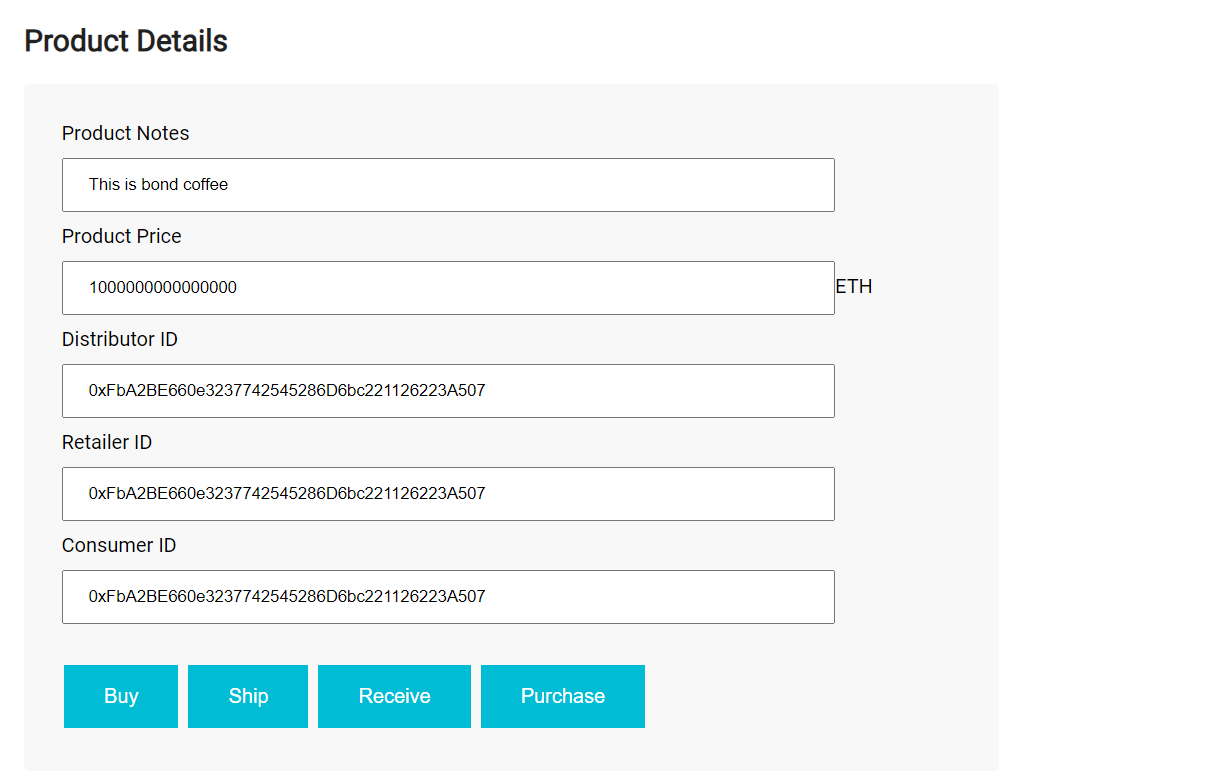 Product Details
Product Notes
This is bond coffee
Product Price
1000000000000000 ETH
Distributor ID
0xFbA2BE660e3237742545286D6bc221126223A507
Retailer ID
0xFbA2BE660e3237742545286D6bc221126223A507
Consumer ID
0xFbA2BE660e3237742545286D6bc221126223A507
Buy Ship Receive Purchase